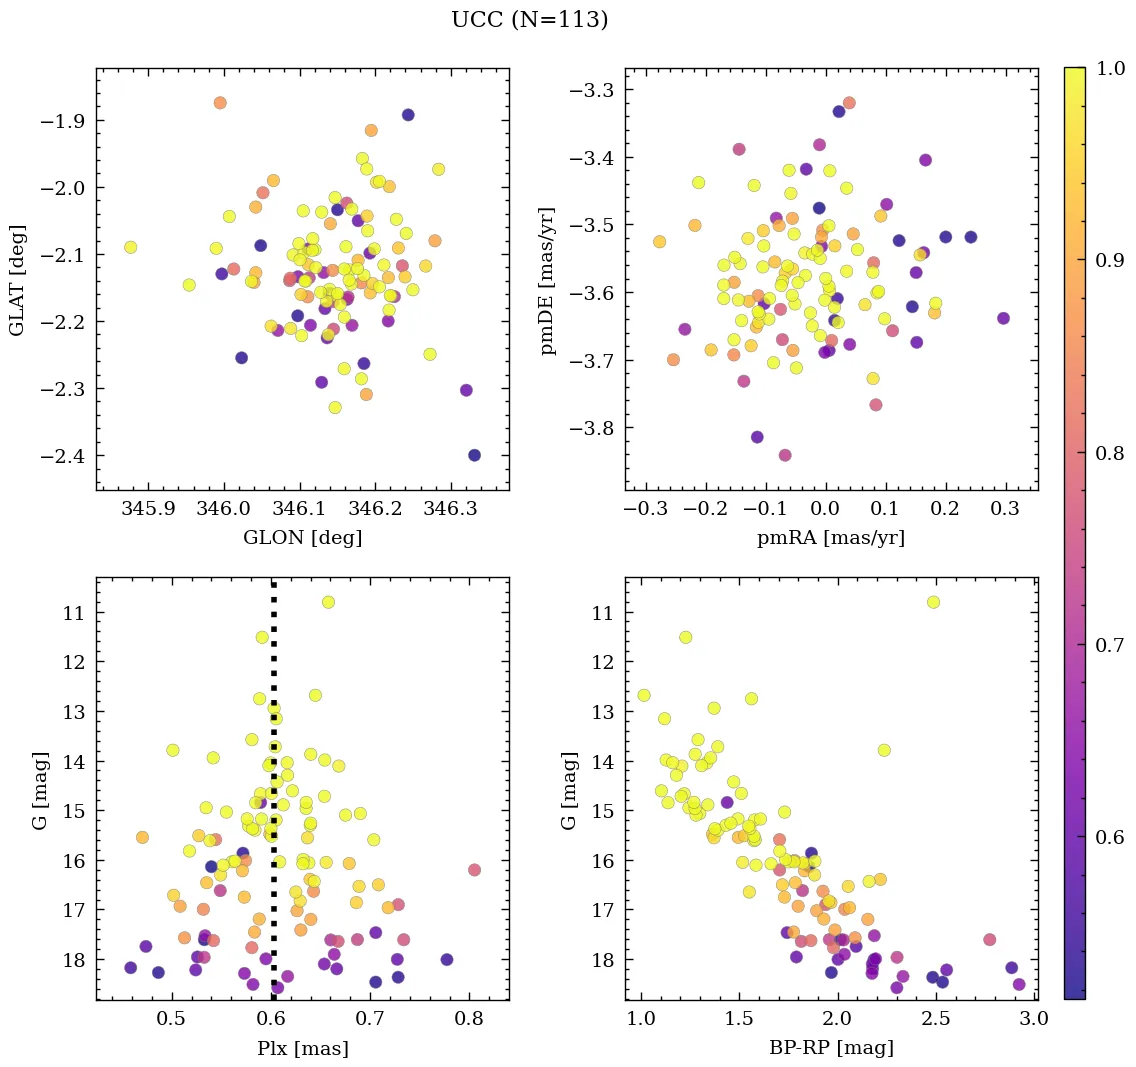 UCC (N=113)
−1.9
−2.0
−2.1
−2.2
−2.3
−2.4
GLAT [deg]
345.9 346.0 346.1 346.2 346.3
GLON [deg]
−3.3
−3.4
−3.5
−3.6
−3.7
−3.8
pmDE [mas/yr]
−0.3 −0.2 −0.1 0.0 0.1 0.2 0.3
pmRA [mas/yr]
1.0
0.9
0.8
0.7
0.6
11
12
13
14
15
16
17
18
G [mag]
0.5 0.6 0.7 0.8
Plx [mas]
11
12
13
14
15
16
17
18
G [mag]
1.0 1.5 2.0 2.5 3.0
BP-RP [mag]